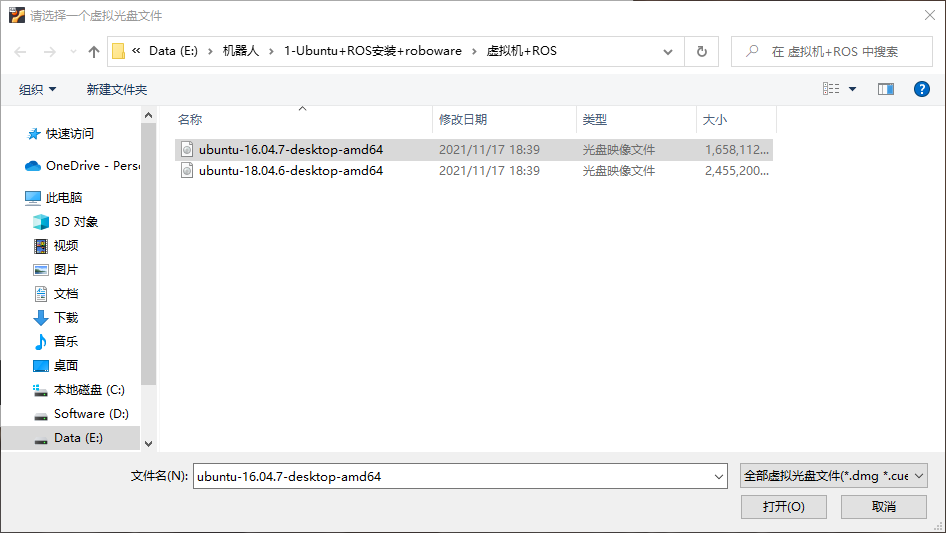 请选择一个虚拟光盘文件
« Data (E:) › 机器人 › 1-Ubuntu+ROS安装+roboware › 虚拟机+ROS
在 虚拟机+ROS 中搜索
组织 新建文件夹
名称 修改日期 类型 大小
快速访问
ubuntu-16.04.7-desktop-amd64 2021/11/17 18:39 光盘映像文件 1,658,112...
ubuntu-18.04.6-desktop-amd64 2021/11/17 18:39 光盘映像文件 2,455,200...
OneDrive - Perso
此电脑
3D 对象
视频
图片
文档
下载
音乐
桌面
本地磁盘 (C:)
Software (D:)
Data (E:)
文件名(N): ubuntu-16.04.7-desktop-amd64 全部虚拟光盘文件(*.dmg *.cue
打开(O) 取消